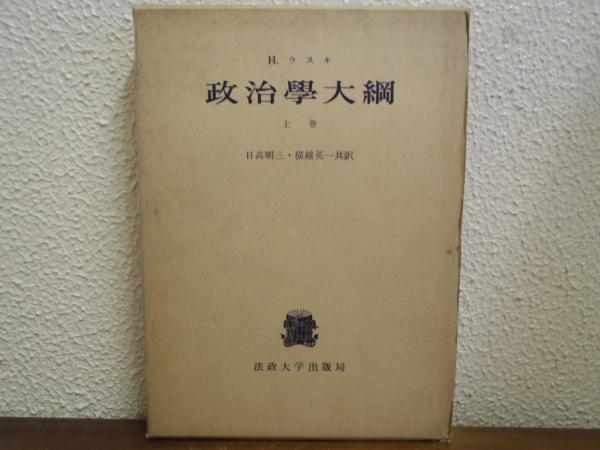 H. ラスキ
政治學大綱
上巻
日高明三・横越英一共訳
法政大学出版局